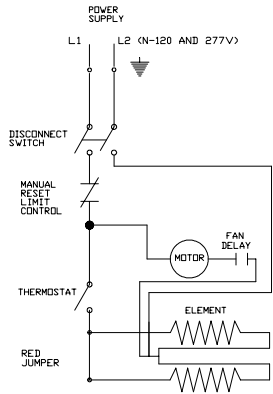 POWER
SUPPLY
L1
L2 (N-120 AND 277V)
DISCONNECT
SWITCH
MANUAL
RESET
LIMIT
CONTROL
FAN
DELAY
MOTOR
THERMOSTAT
ELEMENT
RED
JUMPER